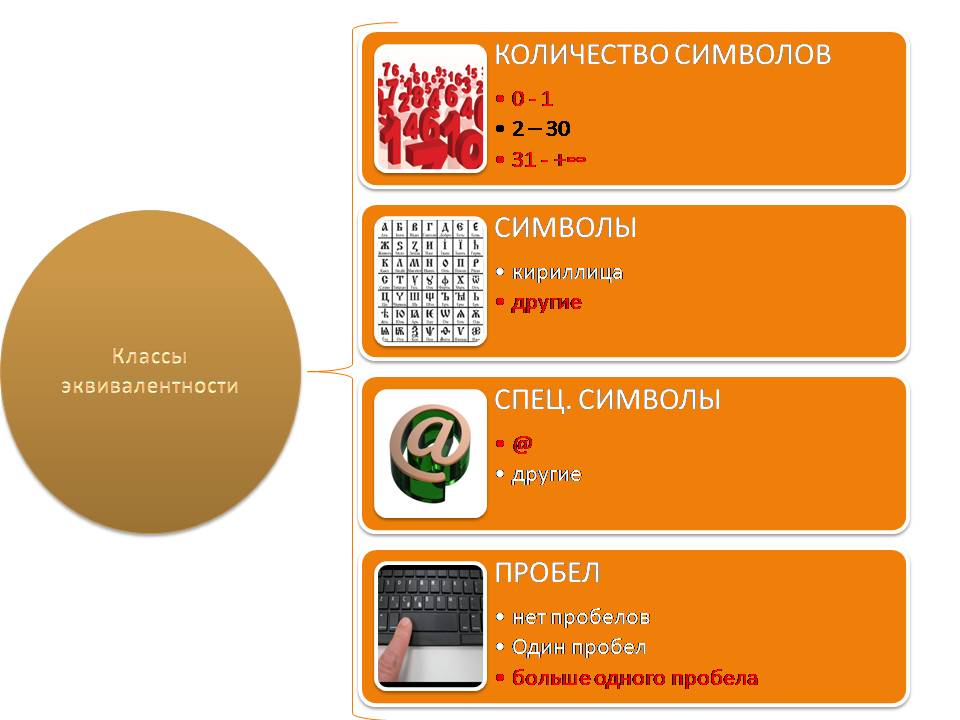 Классы
эквивалентности
КОЛИЧЕСТВО СИМВОЛОВ
• 0 - 1
• 2 – 30
• 31 - +∞
СИМВОЛЫ
• кириллица
• другие
СПЕЦ. СИМВОЛЫ
• @
• другие
ПРОБЕЛ
• нет пробелов
• Один пробел
• больше одного пробела